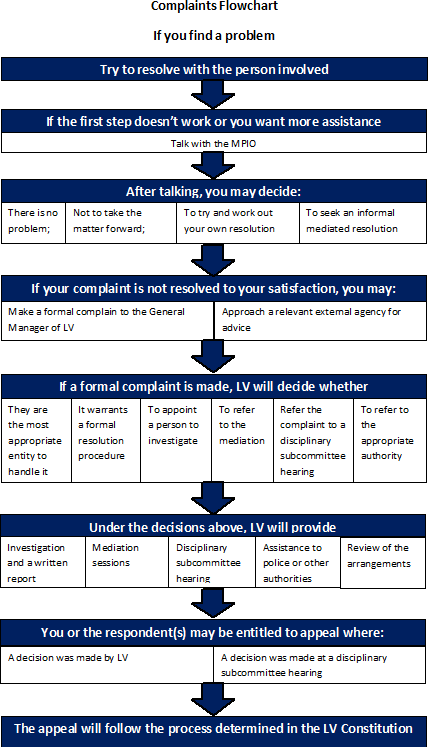 Complaints Flowchart
If you find a problem
Try to resolve with the person involved
If the first step doesn't work or you want more assistance
Talk with the MPIO
After talking, you may decide:
There is no
problem;
Not to take the
matter forward;
To try and work out
your own resolution
To seek an informal
mediated resolution
If your complaint is not resolved to your satisfaction, you may:
Make a formal complain to the General
Manager of LV
Approach a relevant external agency for
advice
If a formal complaint is made, LV will decide whether
They are
the most
appropriate
entity to
handle it
It warrants
a formal
resolution
procedure
To appoint
a person to
investigate
To refer
to the
mediation
Refer the
complaint to a
disciplinary
subcommittee
hearing
To refer to
the
appropriate
authority
Under the decisions above, LV will provide
Investigation
and a written
report
Mediation
sessions
Disciplinary
subcommittee
hearing
Assistance to
police or other
authorities
Review of the
arrangements
You or the respondent(s) may be entitled to appeal where:
A decision was made by LV
A decision was made at a disciplinary
subcommittee hearing
The appeal will follow the process determined in the LV Constitution